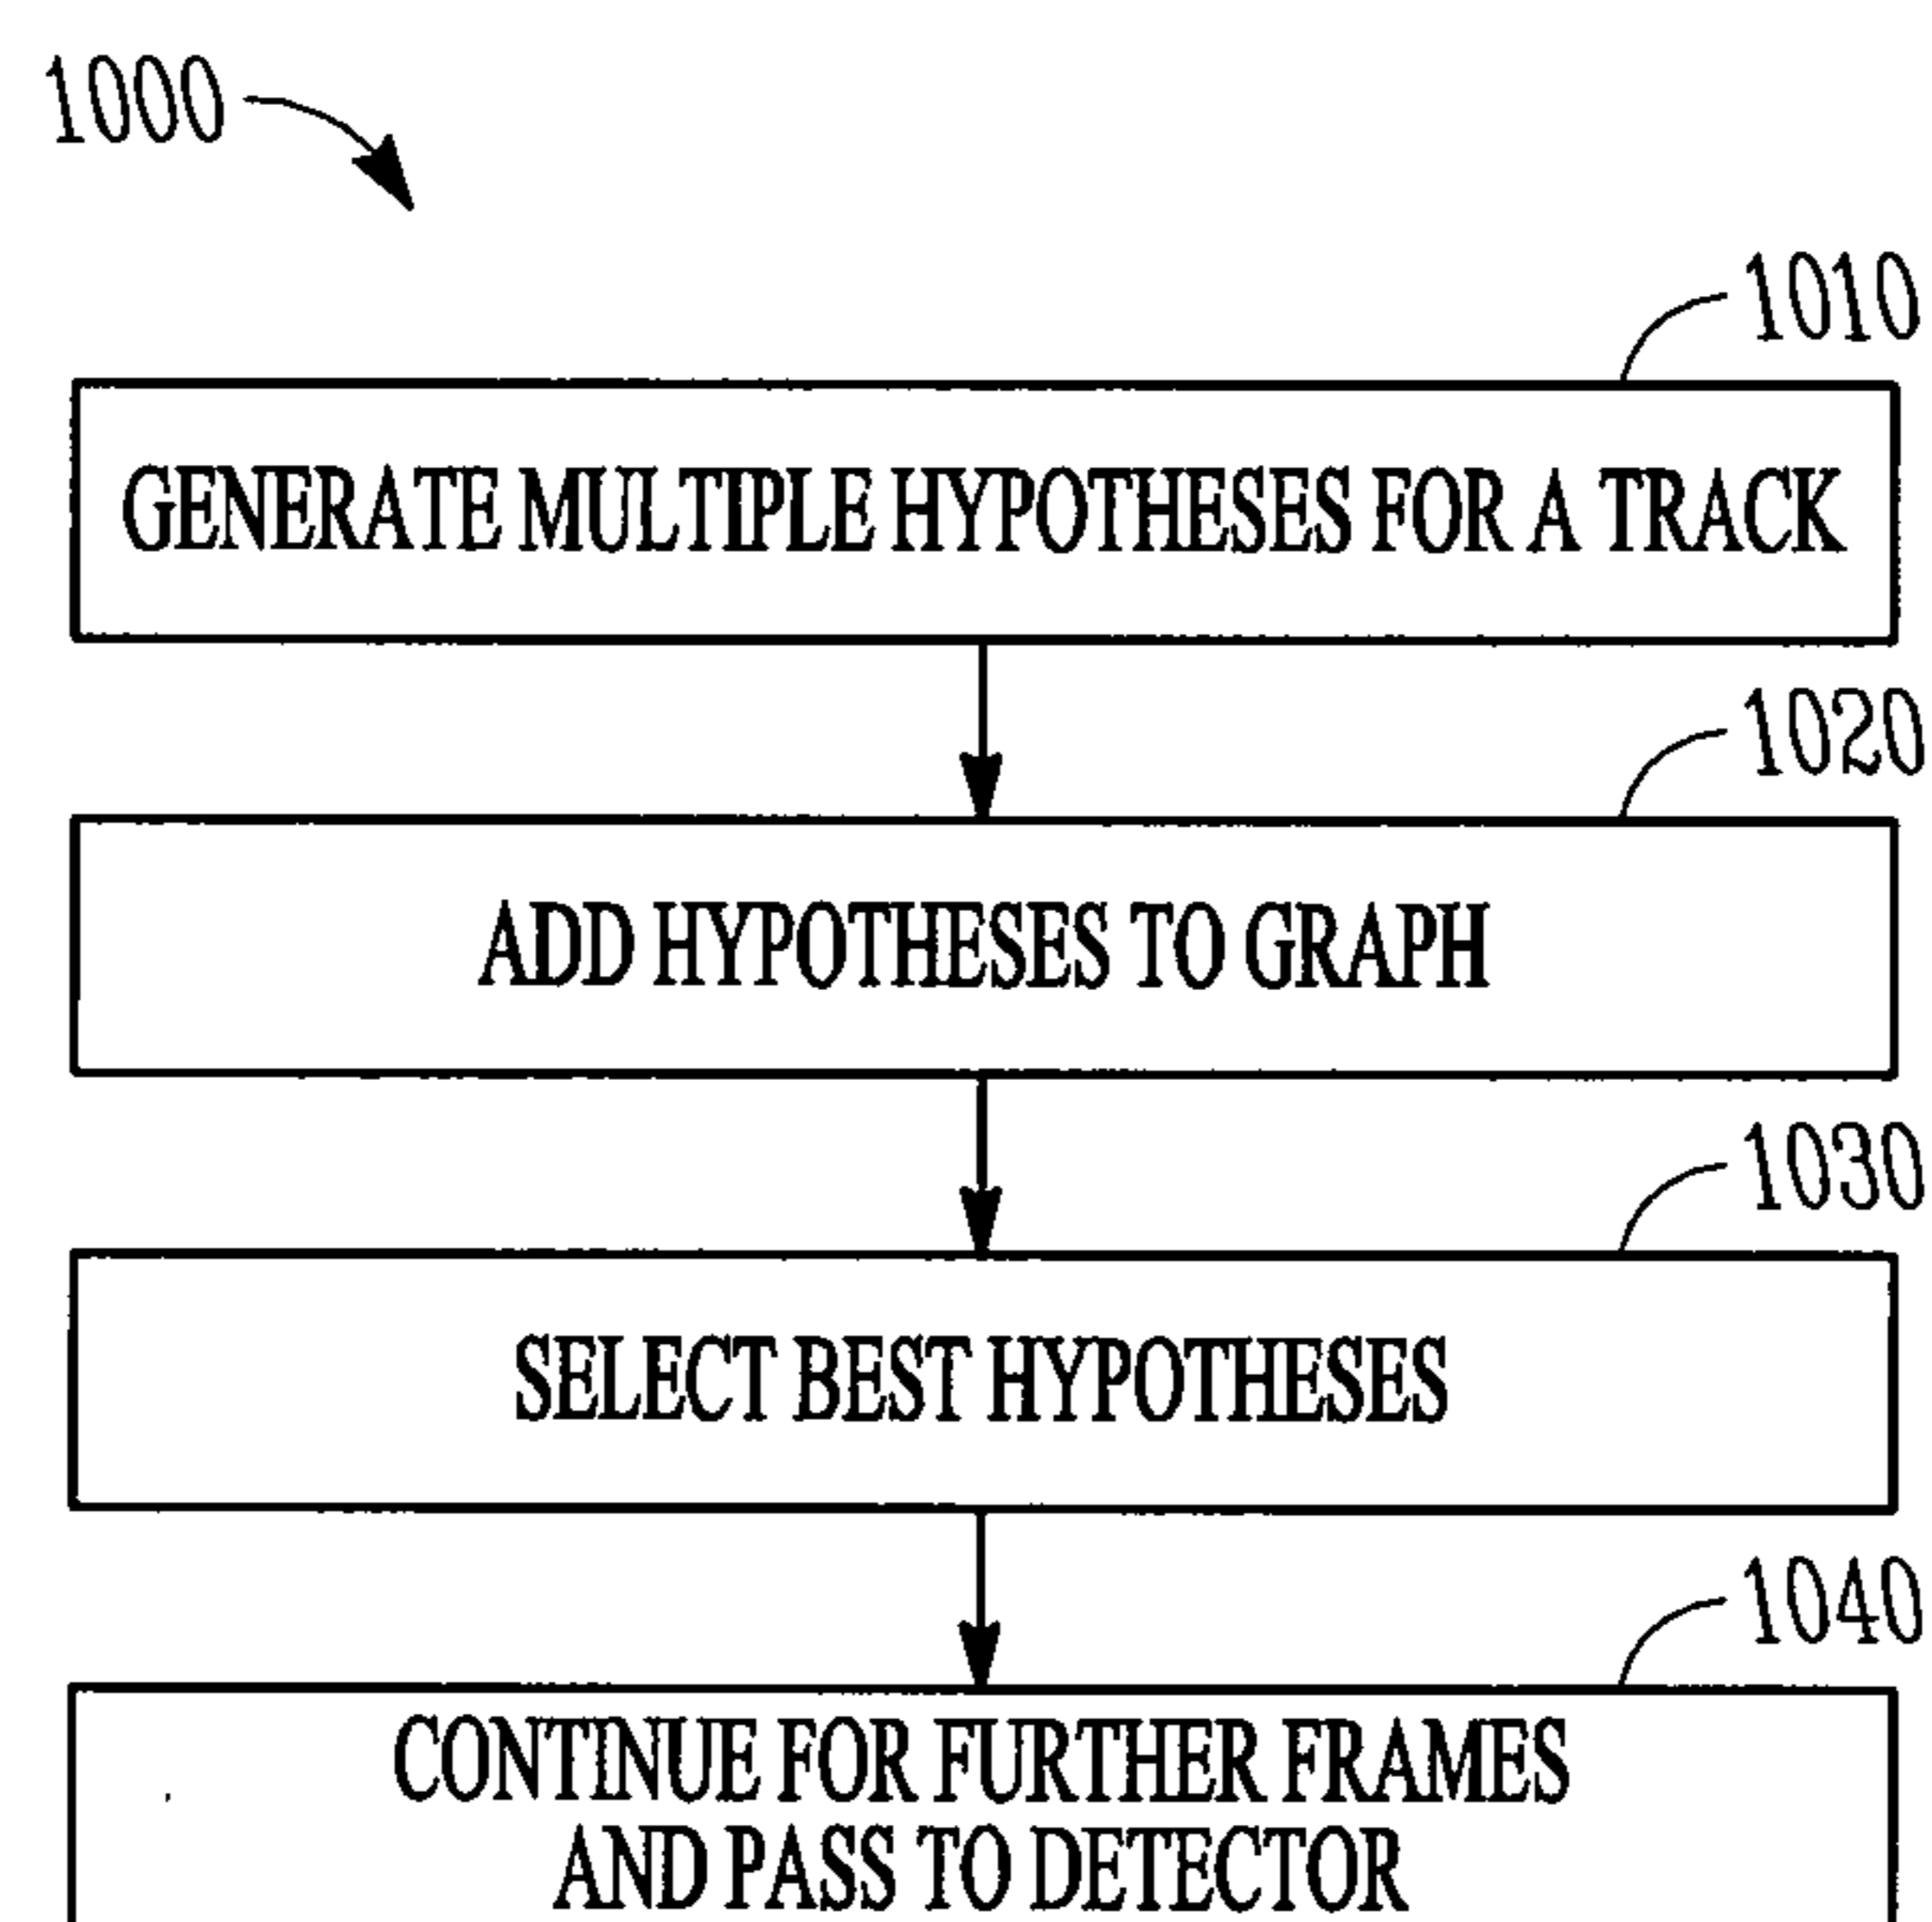 1000
1010
GENERATE MULTIPLE HYPOTHESES FOR A TRACK
1020
ADD HYPOTHESES TO GRAPH
1030
SELECT BEST HYPOTHESES
1040
CONTINUE FOR FURTHER FRAMES
AND PASS TO DETECTOR